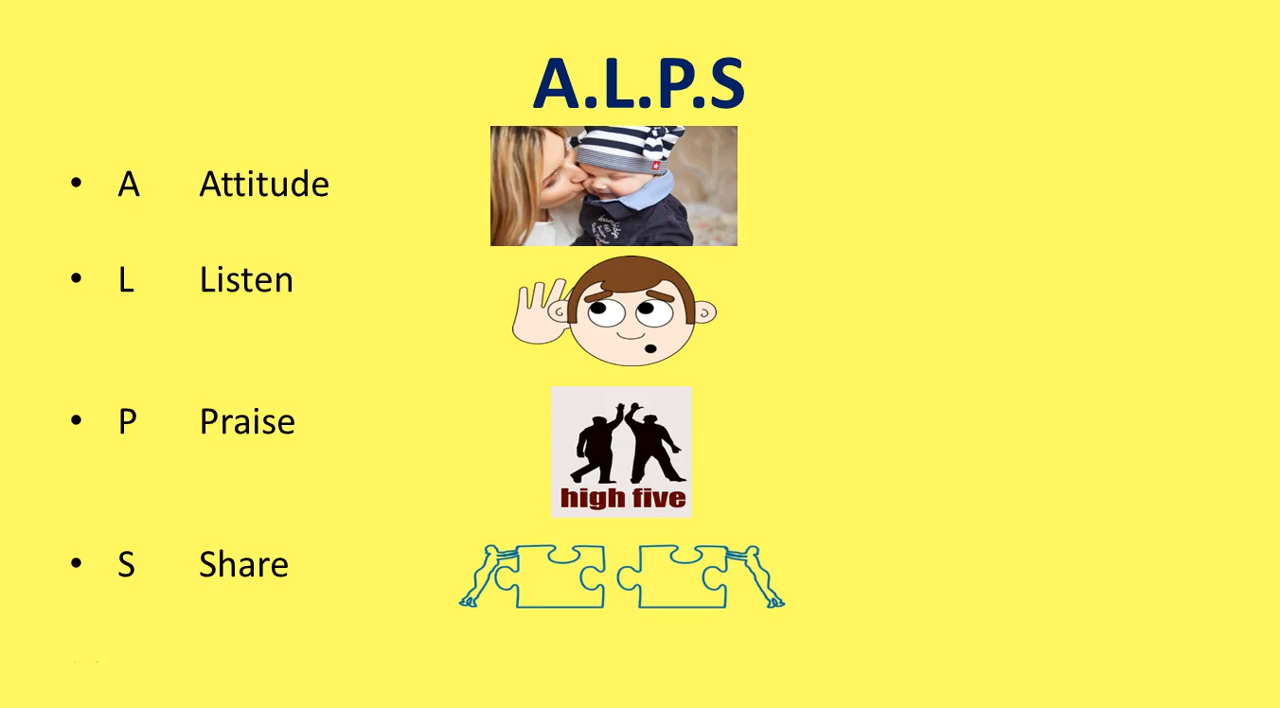 A.L.P.S
• A Attitude
• L Listen
• P Praise
high five
• S Share